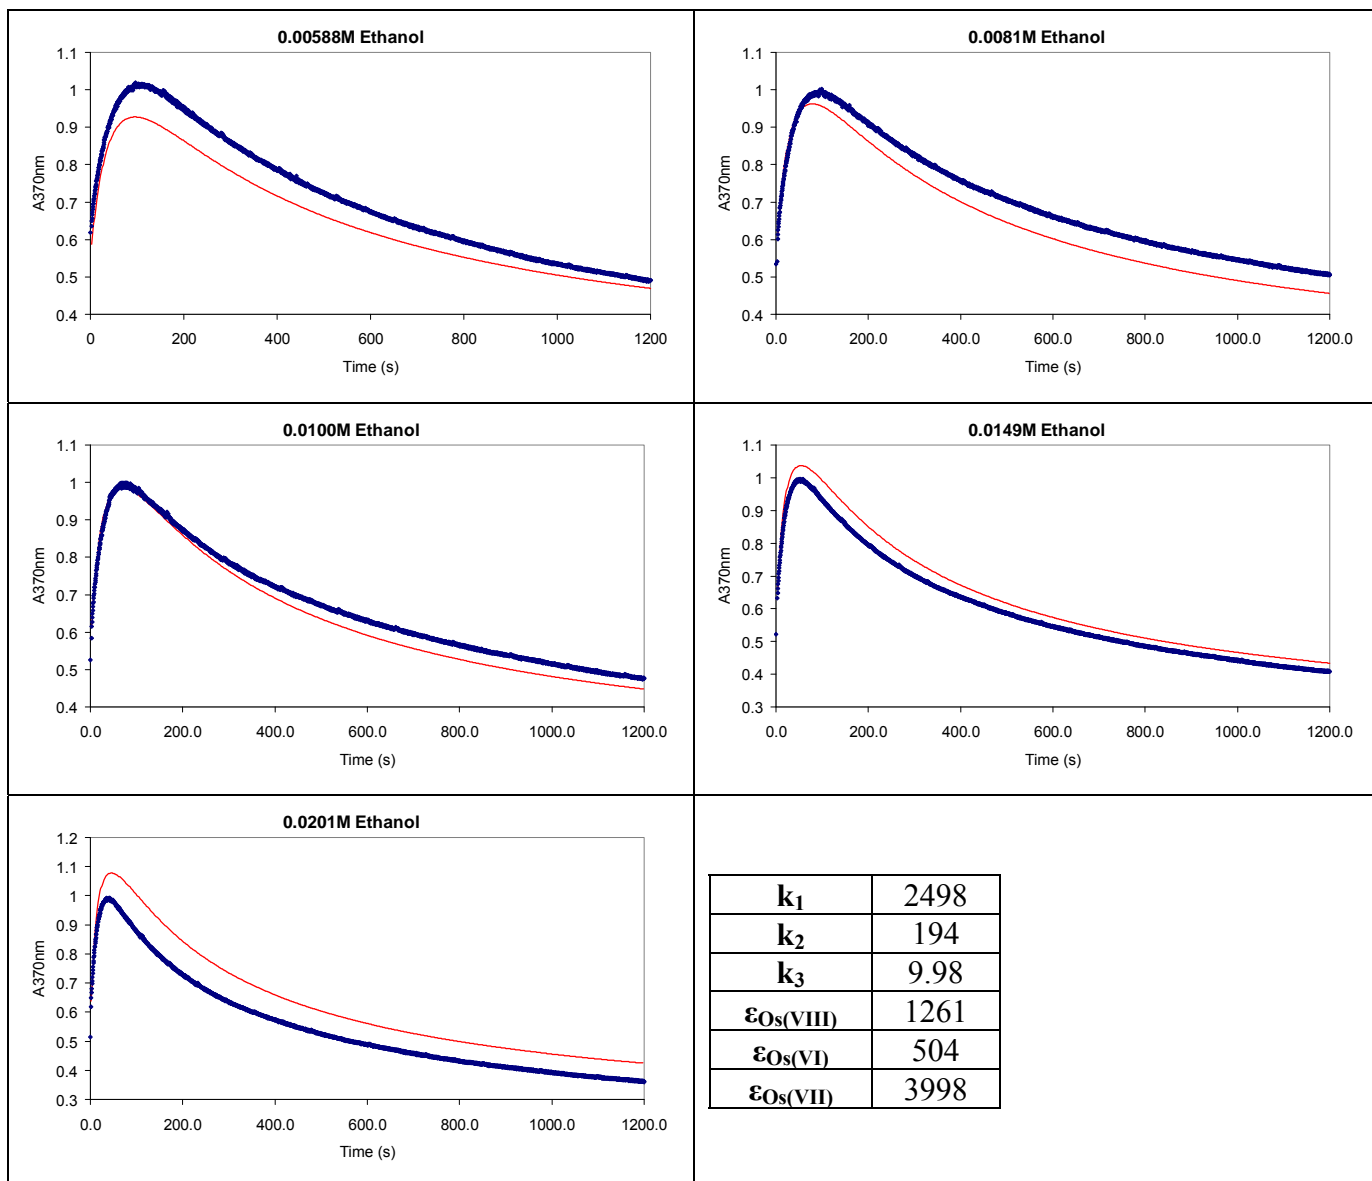 0.00588M Ethanol
1.1
1
0.9
0.8
0.7
0.6
0.5
0.4
A370nm
0 200 400 600 800 1000 1200
Time (s)
0.0081M Ethanol
1.1
1
0.9
0.8
0.7
0.6
0.5
0.4
A370nm
0.0 200.0 400.0 600.0 800.0 1000.0 1200.0
Time (s)
0.0100M Ethanol
1.1
1
0.9
0.8
0.7
0.6
0.5
0.4
A370nm
0.0 200.0 400.0 600.0 800.0 1000.0 1200.0
Time (s)
0.0149M Ethanol
1.1
1
0.9
0.8
0.7
0.6
0.5
0.4
0.3
A370nm
0.0 200.0 400.0 600.0 800.0 1000.0 1200.0
Time (s)
0.0201M Ethanol
1.2
1.1
1
0.9
0.8
0.7
0.6
0.5
0.4
0.3
A370nm
0.0 200.0 400.0 600.0 800.0 1000.0 1200.0
Time (s)
k₁ 2498
k₂ 194
k₃ 9.98
εOs(VIII) 1261
εOs(VI) 504
εOs(VII) 3998